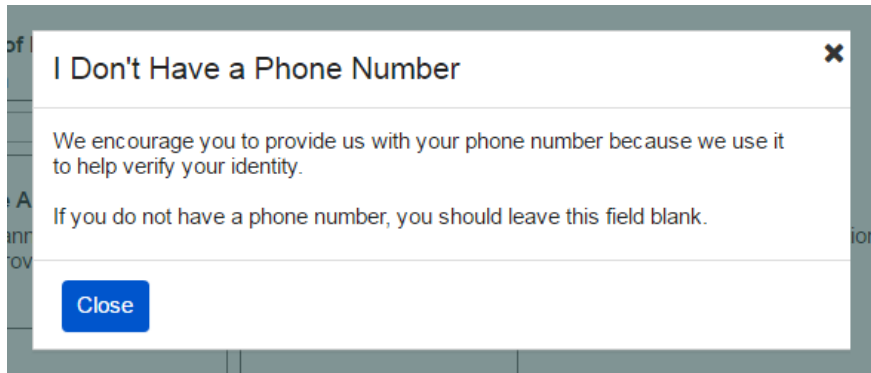 of
I Don't Have a Phone Number
We encourage you to provide us with your phone number because we use it
to help verify your identity.
If you do not have a phone number, you should leave this field blank.
Close